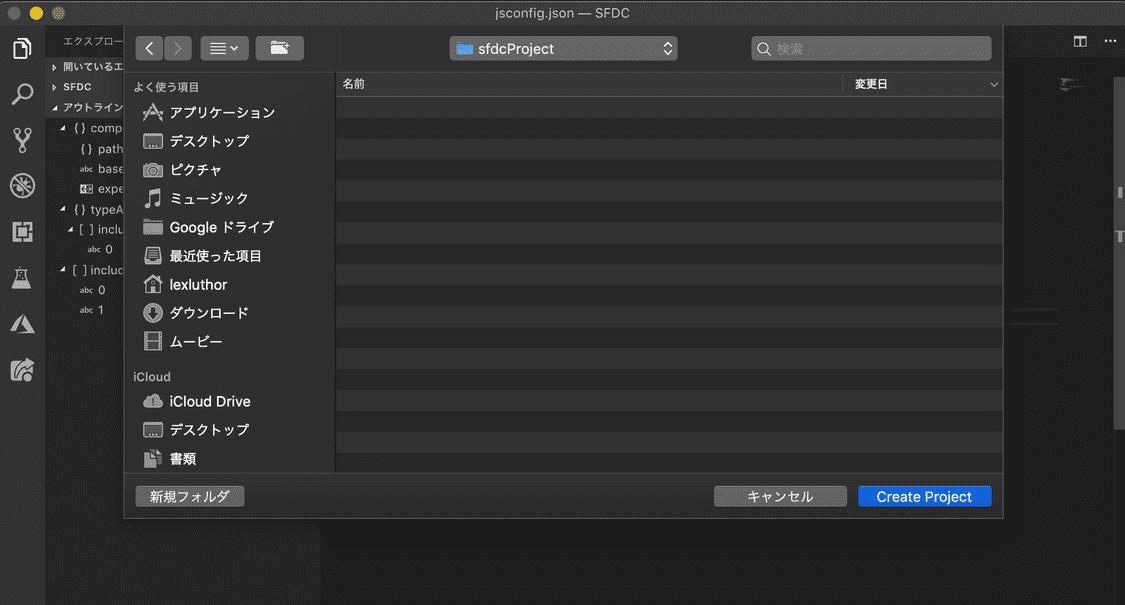 jsconfig.json — SFDC
エクスプロー
開いているエ
SFDC
アウトライン
{ } comp
{ } path
abc base
expe
{ } typeA
[ ] inclu
abc 0
[ ] includ
abc 0
abc 1
sfdcProject
検索
よく使う項目
アプリケーション
デスクトップ
ピクチャ
ミュージック
Google ドライブ
最近使った項目
lexluthor
ダウンロード
ムービー
iCloud
iCloud Drive
デスクトップ
書類
名前
変更日
新規フォルダ
キャンセル
Create Project